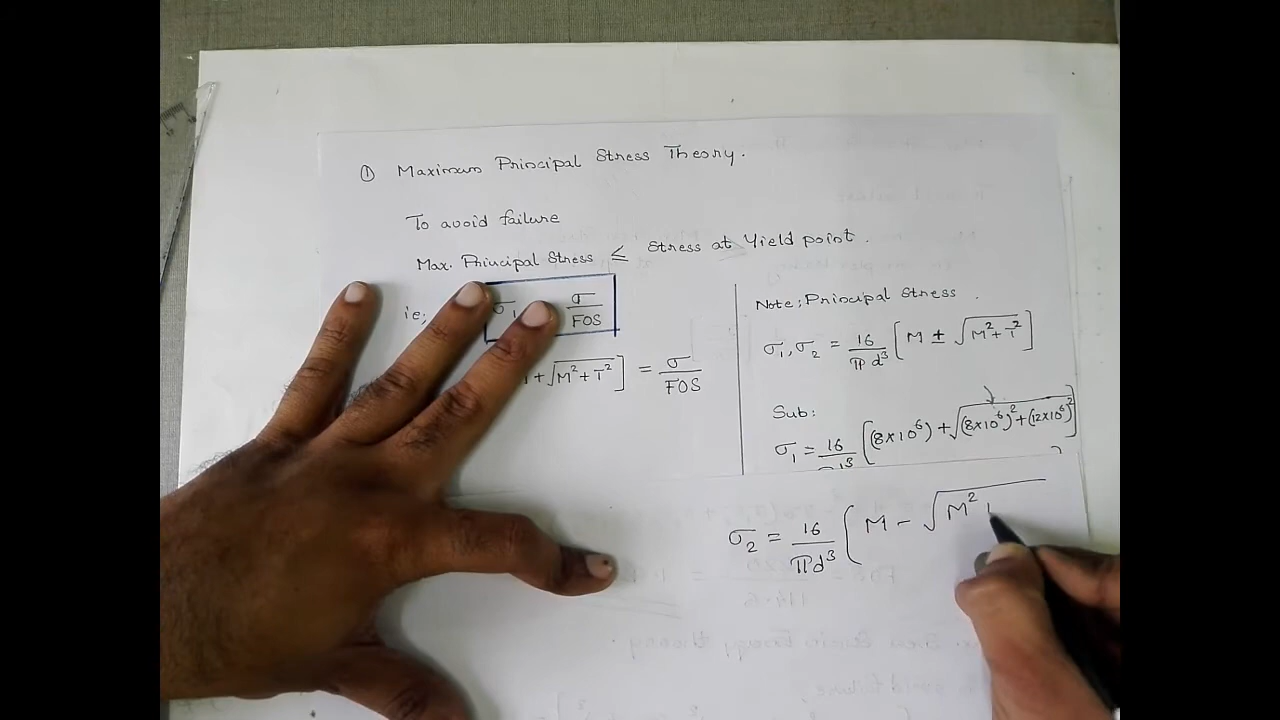 ① Maximum Principal Stress Theory.
To avoid failure
Max. Principal Stress ≤ Stress at Yield point.
ie; σ₁ σ/FOS
+ √M²+T² ] = σ/FOS
Note; Principal Stress.
σ₁, σ₂ = 16/πd³ [ M ± √M²+T² ]
Sub:
σ₁ = 16/πd³ [(8×10⁶) + √(8×10⁶)² + (12×10⁶)²]
σ₂ = 16/πd³ [ M − √M²